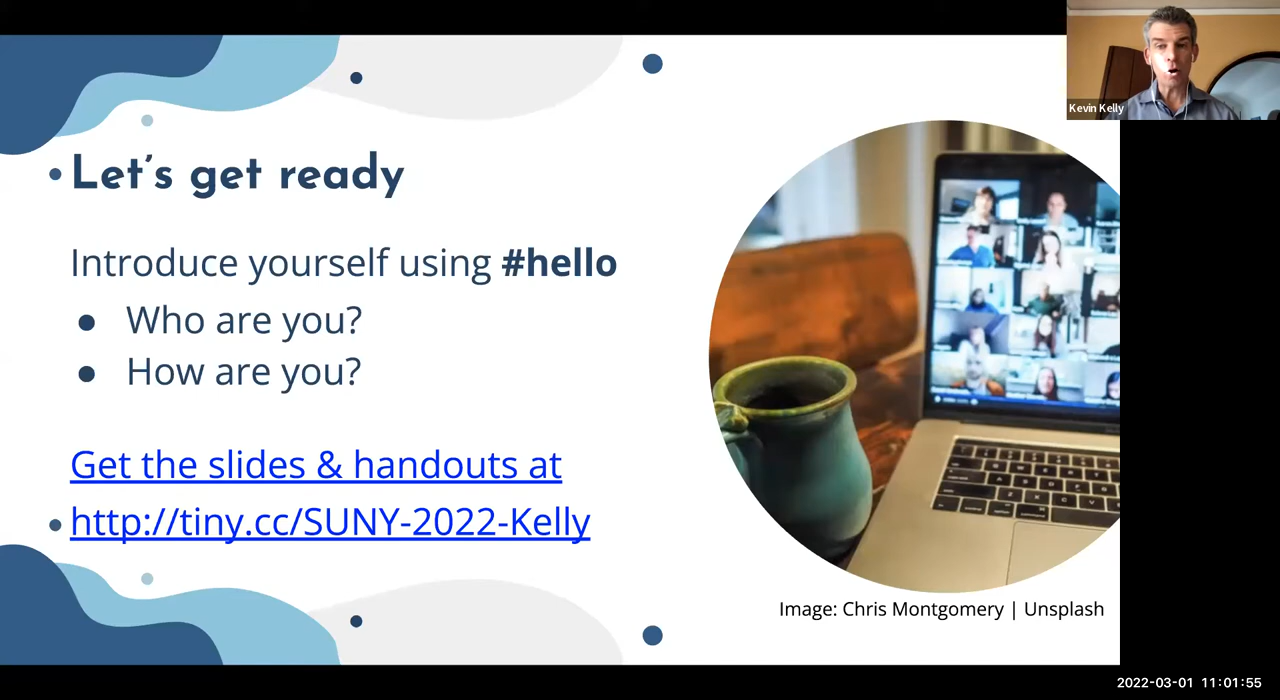 Kevin Kelly
Let's get ready
Introduce yourself using #hello
Who are you?
How are you?
Get the slides & handouts at
http://tiny.cc/SUNY-2022-Kelly
Image: Chris Montgomery | Unsplash
2022-03-01 11:01:55